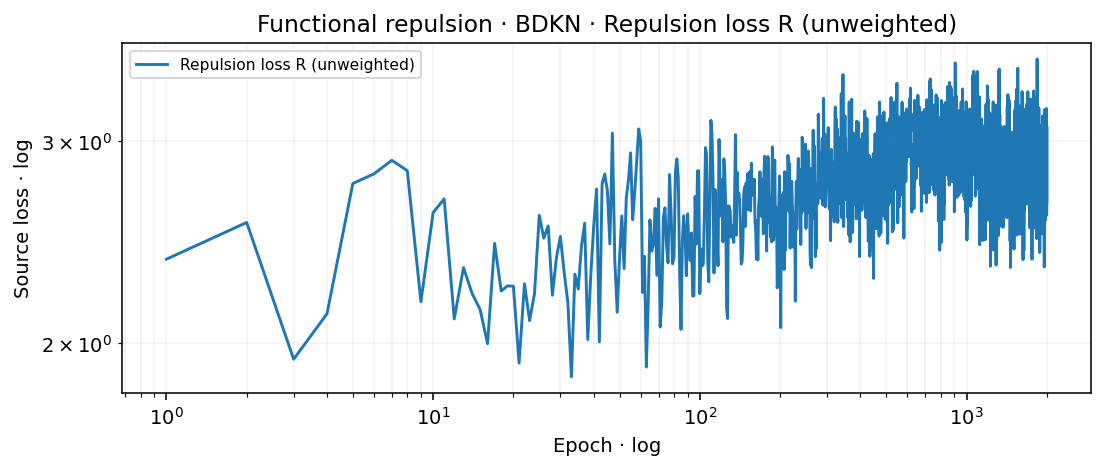 Functional repulsion · BDKN · Repulsion loss R (unweighted)
Repulsion loss R (unweighted)
Source loss · log
3 × 10⁰
2 × 10⁰
10⁰ 10¹ 10² 10³
Epoch · log